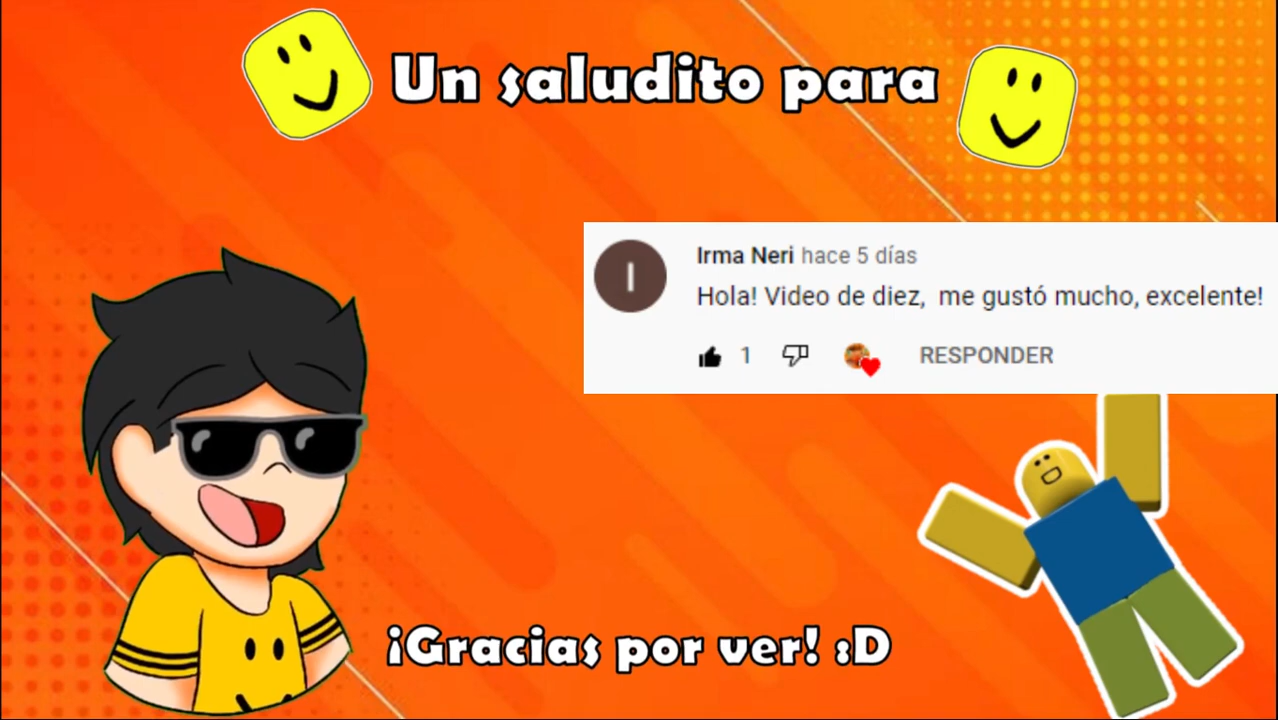 Un saludito para
I
Irma Neri hace 5 días
Hola! Video de diez,  me gustó mucho, excelente!
1
RESPONDER
¡Gracias por ver! :D